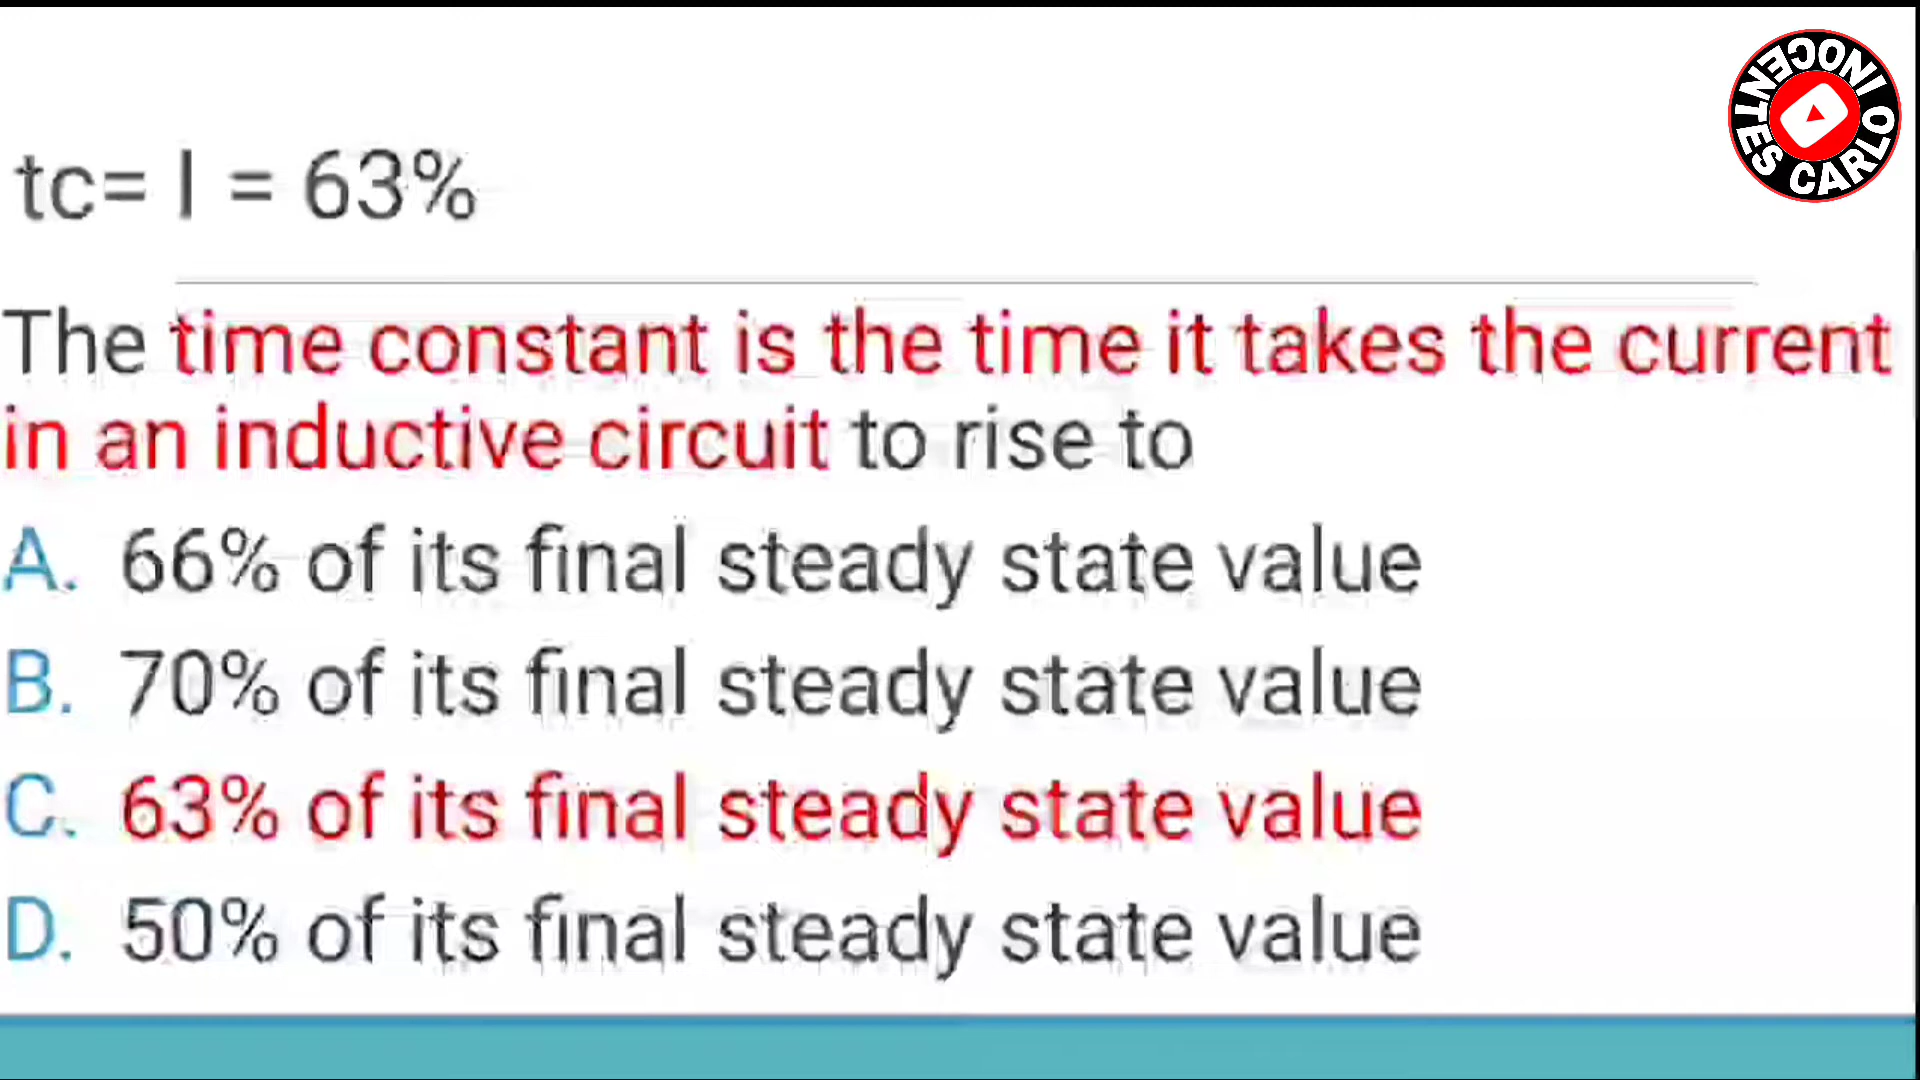 INOCENTES CARLO
tc= I = 63%
The time constant is the time it takes the current
in an inductive circuit to rise to
A. 66% of its final steady state value
B. 70% of its final steady state value
C. 63% of its final steady state value
D. 50% of its final steady state value